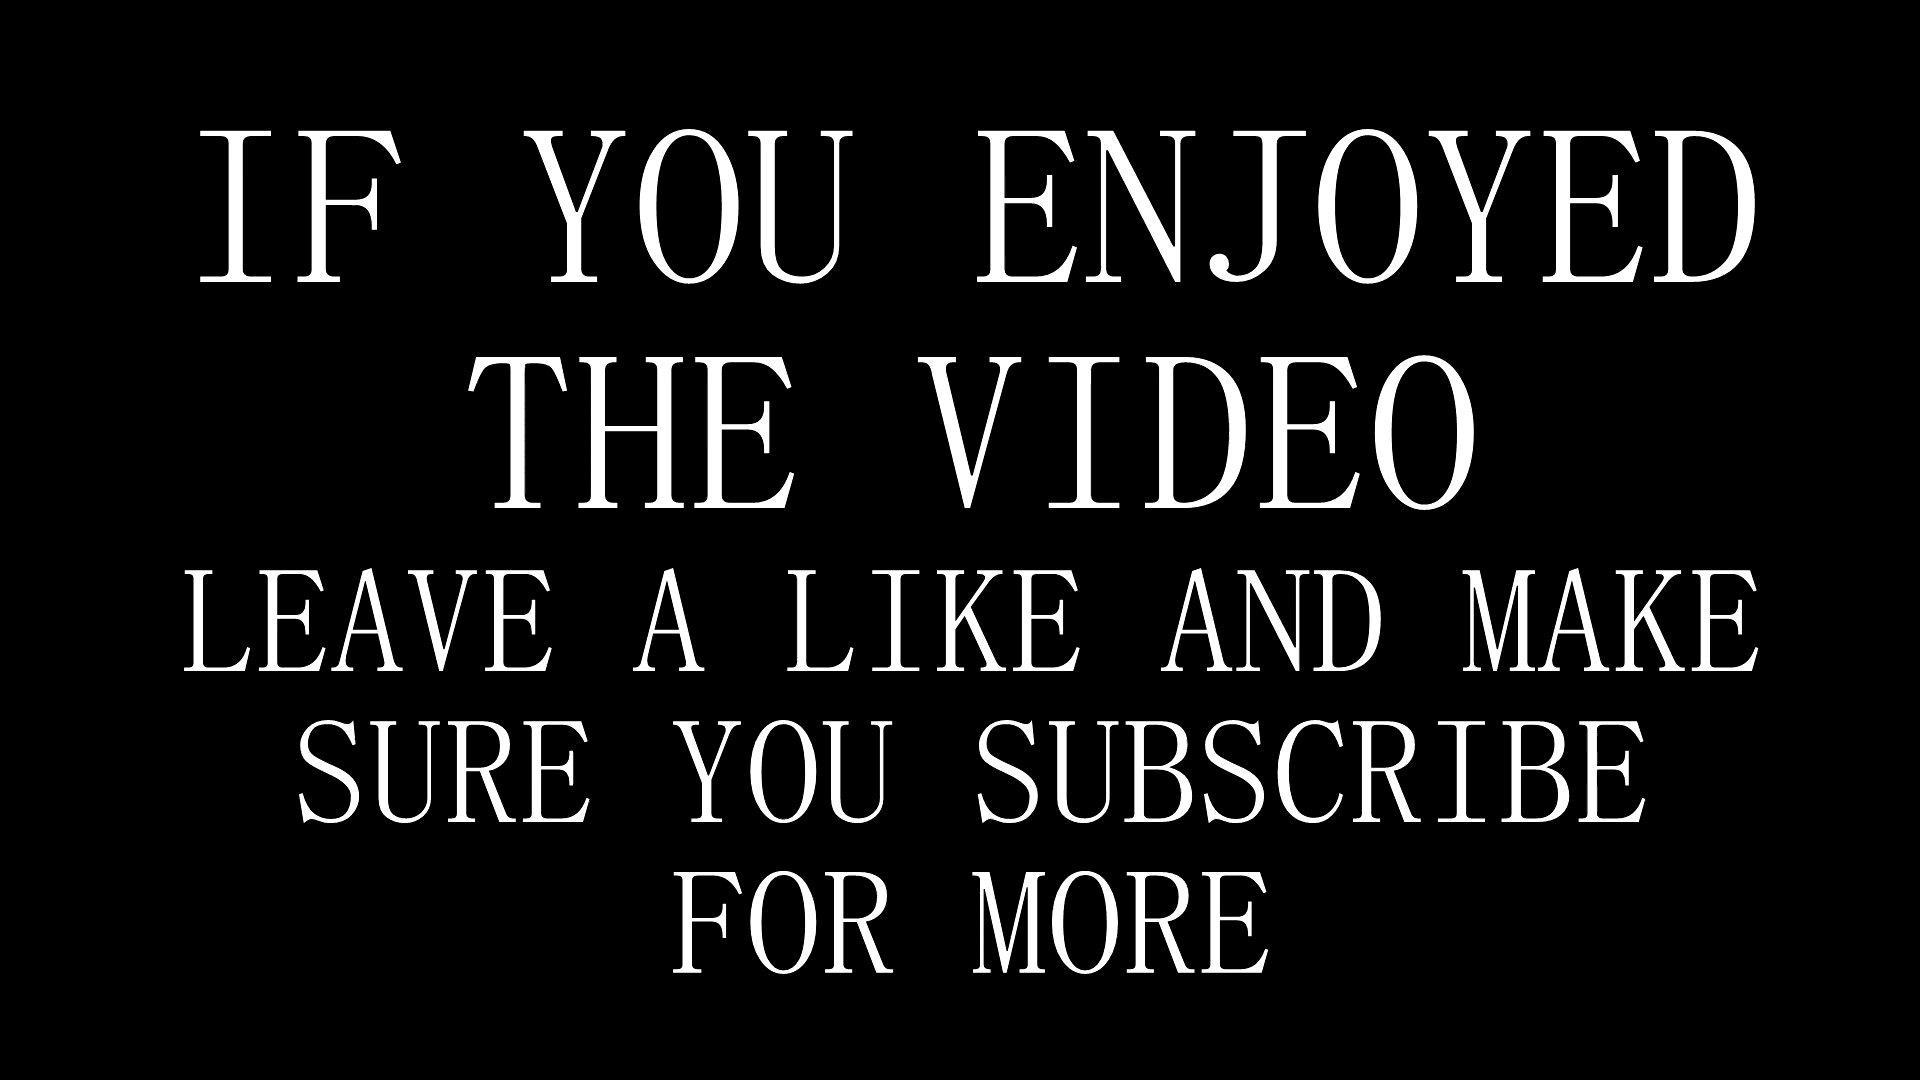 IF YOU ENJOYED
THE VIDEO
LEAVE A LIKE AND MAKE
SURE YOU SUBSCRIBE
FOR MORE